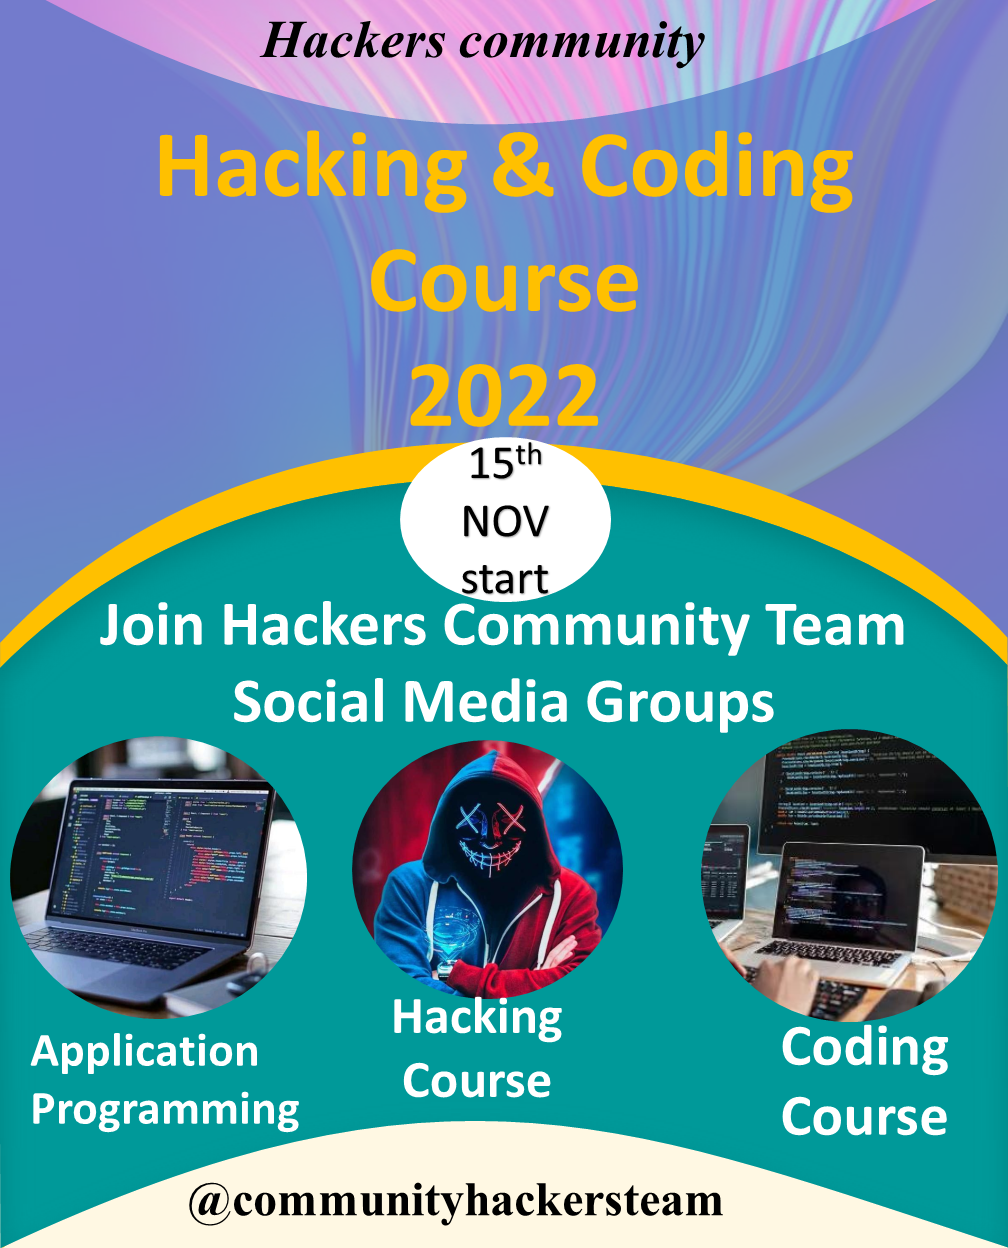 Hackers community
Hacking & Coding
Course
2022
15th
NOV
start
Join Hackers Community Team
Social Media Groups
Application
Programming
Hacking
Course
Coding
Course
@communityhackersteam